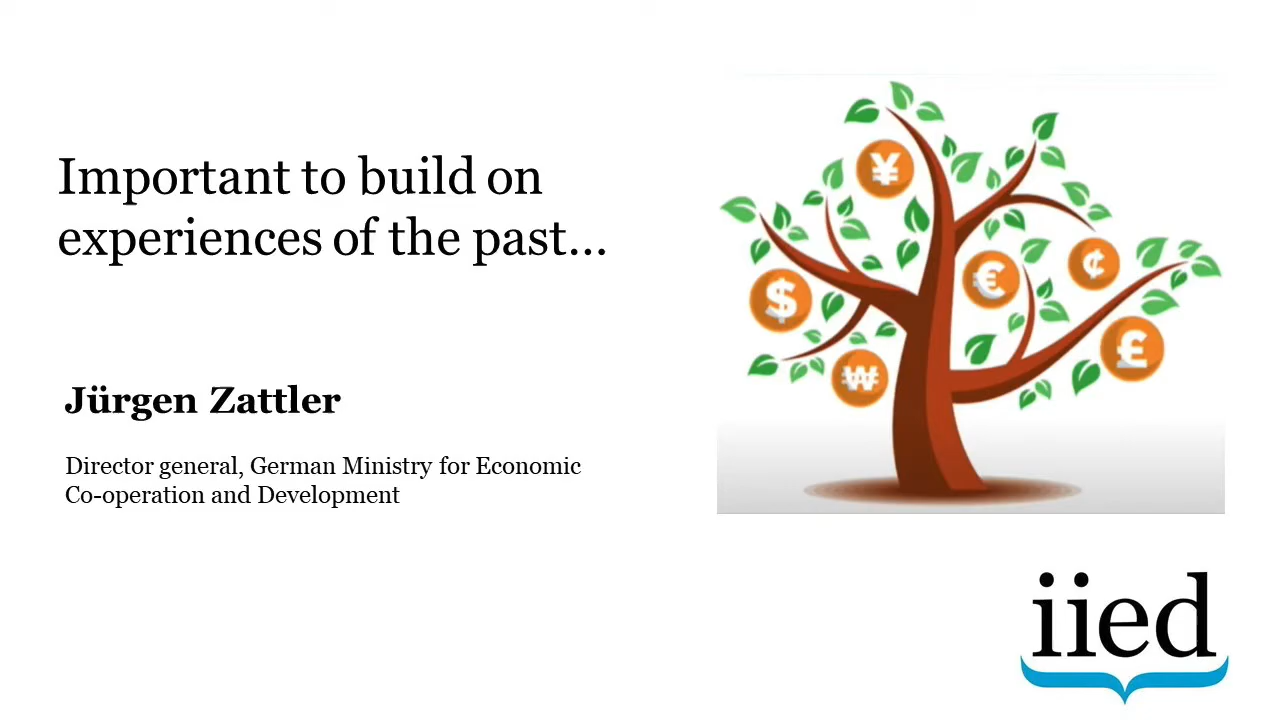 Important to build on
experiences of the past...
Jürgen Zattler
Director general, German Ministry for Economic
Co-operation and Development
¥
$
€
¢
£
₩
iied